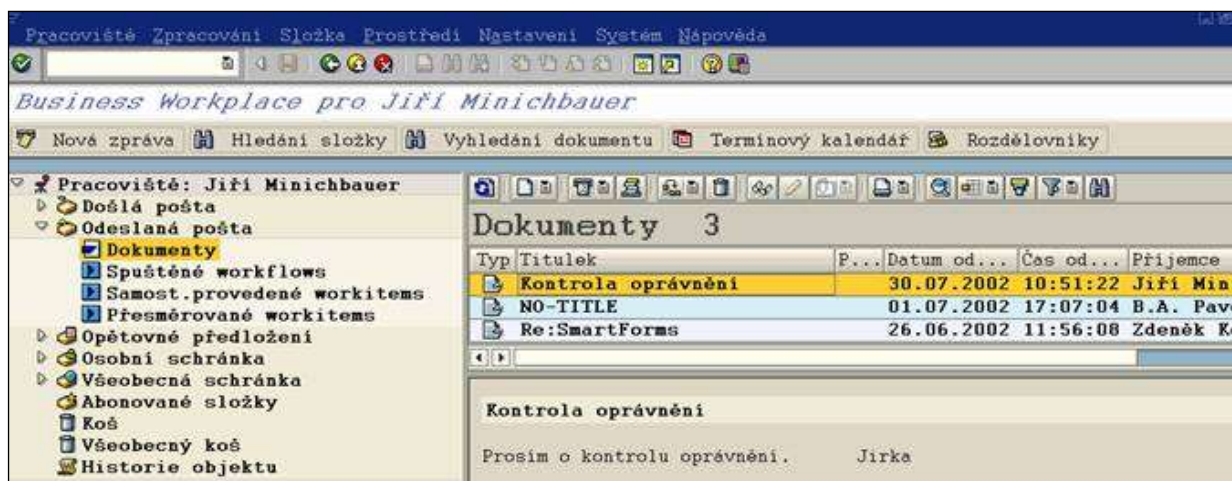 Pracoviště Zpracování Složka Prostředí Nastavení Systém Nápověda
Business Workplace pro Jiří Minichbauer
Nová zpráva Hledání složky Vyhledání dokumentu Termínový kalendář Rozdělovníky
Pracoviště: Jiří Minichbauer
Došlá pošta
Odeslaná pošta
Dokumenty
Spuštěné workflows
Samost.provedené workitems
Přesměrované workitems
Opětovné předložení
Osobní schránka
Všeobecná schránka
Abonované složky
Koš
Všeobecný koš
Historie objektu
Dokumenty 3
Typ Titulek P... Datum od... Čas od... Příjemce
Kontrola oprávnění 30.07.2002 10:51:22 Jiří Min
NO-TITLE 01.07.2002 17:07:04 B.A. Pav
Re:SmartForms 26.06.2002 11:56:08 Zdeněk K
Kontrola oprávnění
Prosím o kontrolu oprávnění. Jirka